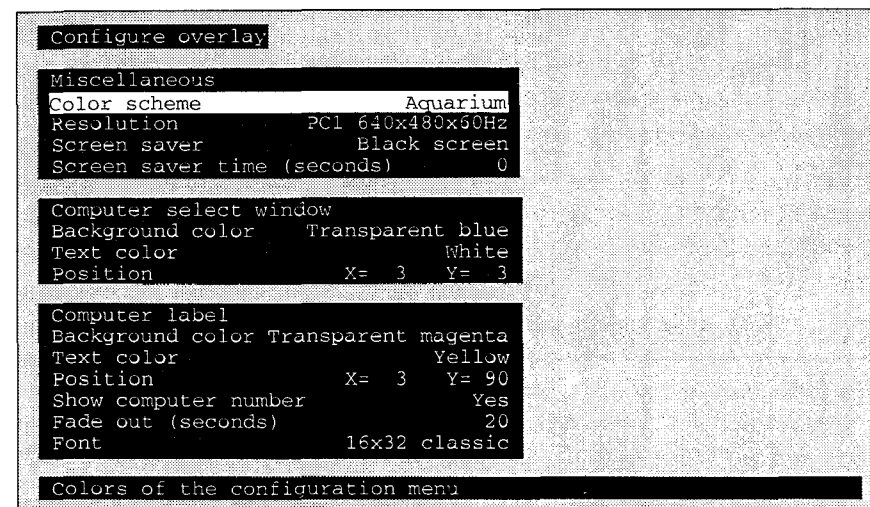 Configure overlay
Miscellaneous
Color scheme Aquarium
Resolution PC1 640x480x60Hz
Screen saver Black screen
Screen saver time (seconds) 0
Computer select window
Background color Transparent blue
Text color White
Position X= 3 Y= 3
Computer label
Background color Transparent magenta
Text color Yellow
Position X= 3 Y= 90
Show computer number Yes
Fade out (seconds) 20
Font 16x32 classic
Colors of the configuration menu